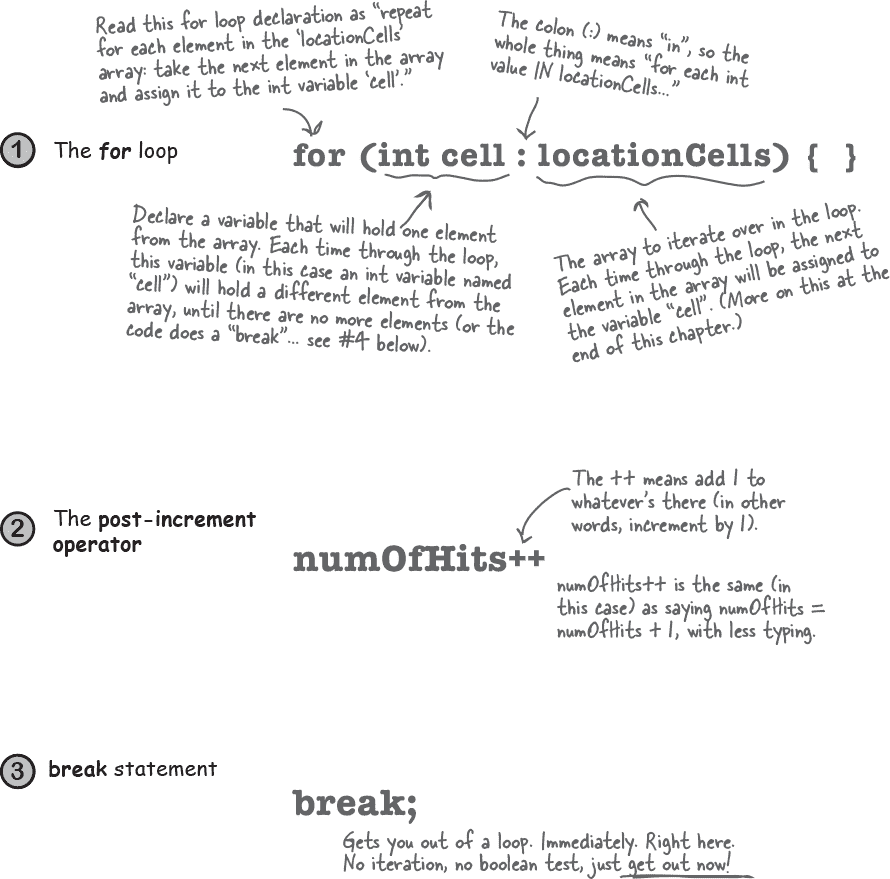 Read this for loop declaration as “repeat
for each element in the ‘locationCells’
array: take the next element in the array
and assign it to the int variable ‘cell’.”
The colon (:) means “in”, so the
whole thing means “for each int
value IN locationCells...”
1 The for loop
for (int cell : locationCells) { }
Declare a variable that will hold one element
from the array. Each time through the loop,
this variable (in this case an int variable named
“cell”) will hold a different element from the
array, until there are no more elements (or the
code does a “break”... see #4 below).
The array to iterate over in the loop.
Each time through the loop, the next
element in the array will be assigned to
the variable “cell”. (More on this at the
end of this chapter.)
2 The post-increment
operator
numOfHits++
The ++ means add 1 to
whatever’s there (in other
words, increment by 1).
numOfHits++ is the same (in
this case) as saying numOfHits =
numOfHits + 1, with less typing.
3 break statement
break;
Gets you out of a loop. Immediately. Right here.
No iteration, no boolean test, just get out now!